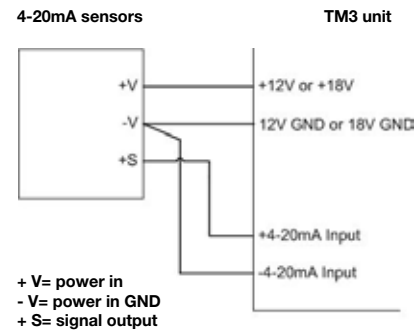 4-20mA sensors
TM3 unit
+V
+12V or +18V
-V
12V GND or 18V GND
+S
+4-20mA Input
-4-20mA Input
+ V= power in
- V= power in GND
+ S= signal output